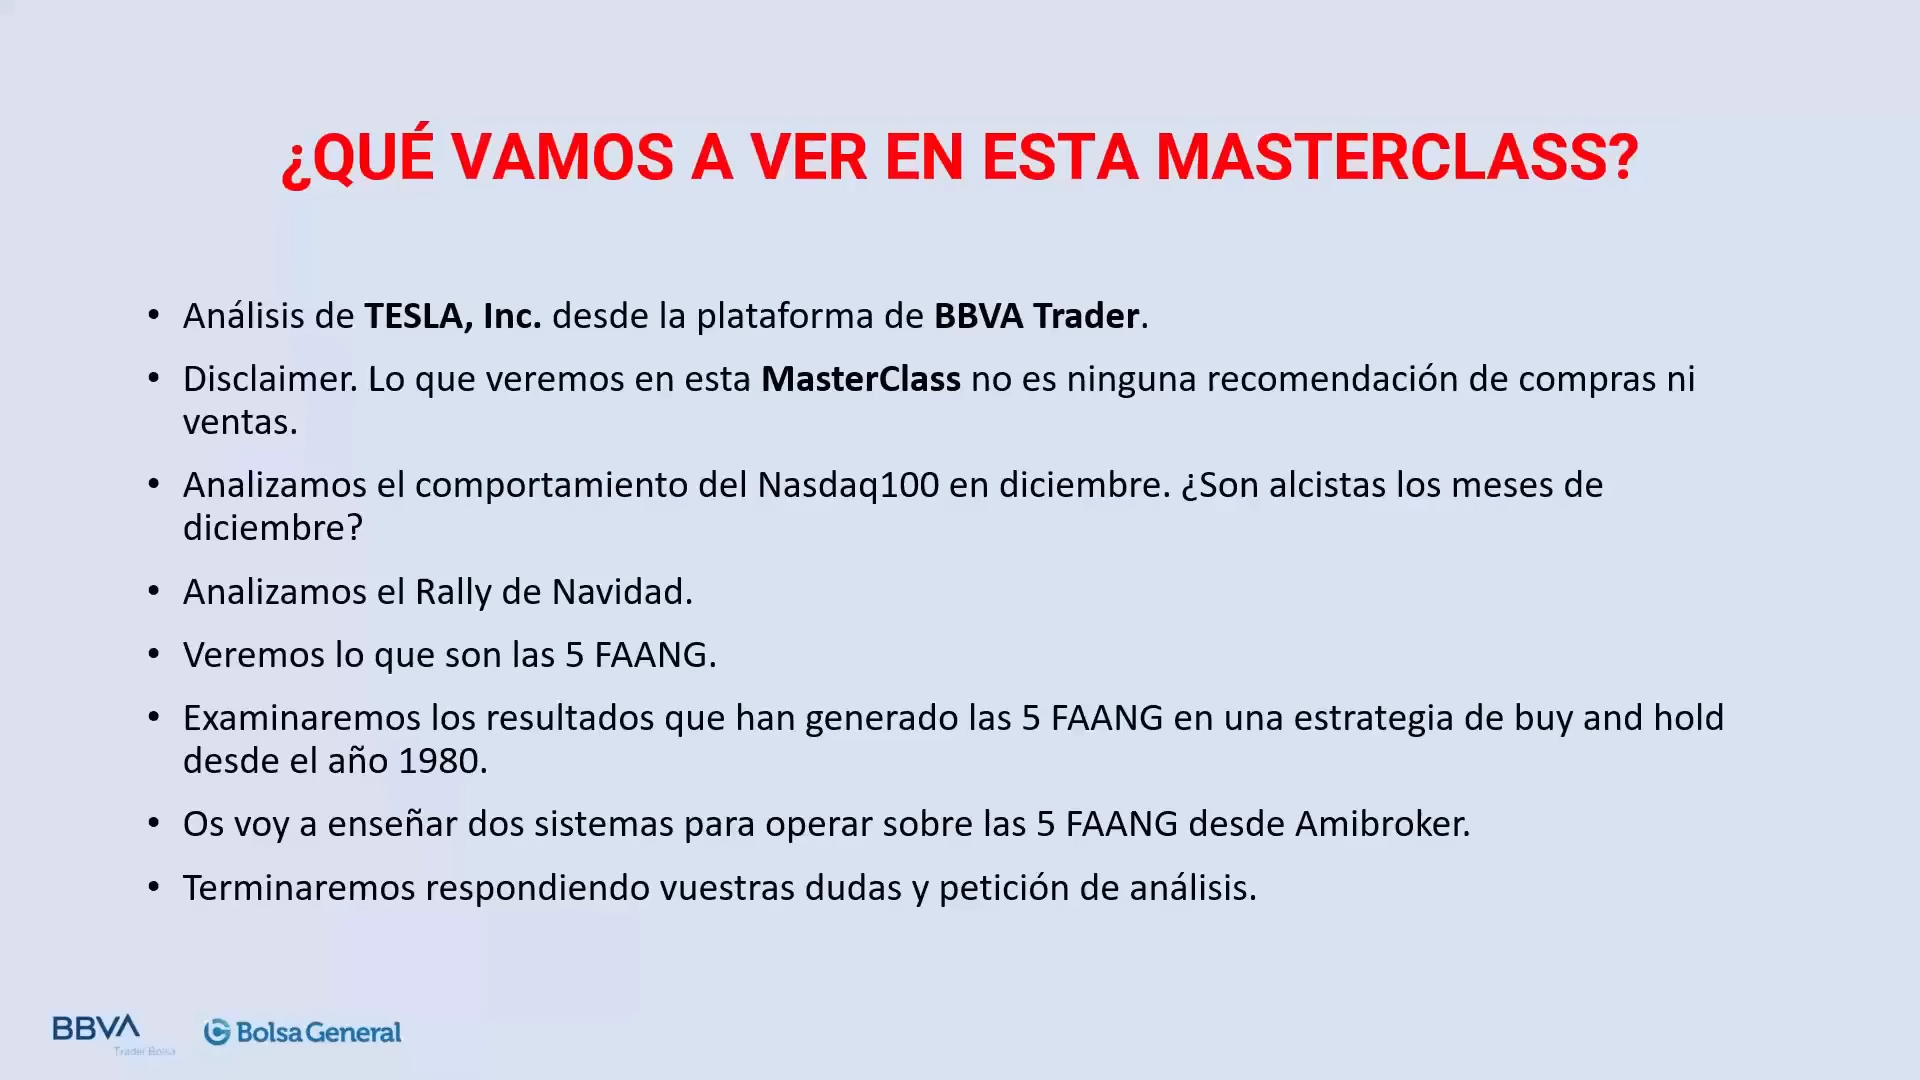 ¿QUÉ VAMOS A VER EN ESTA MASTERCLASS?
• Análisis de TESLA, Inc. desde la plataforma de BBVA Trader.
• Disclaimer. Lo que veremos en esta MasterClass no es ninguna recomendación de compras ni
ventas.
• Analizamos el comportamiento del Nasdaq100 en diciembre. ¿Son alcistas los meses de
diciembre?
• Analizamos el Rally de Navidad.
• Veremos lo que son las 5 FAANG.
• Examinaremos los resultados que han generado las 5 FAANG en una estrategia de buy and hold
desde el año 1980.
• Os voy a enseñar dos sistemas para operar sobre las 5 FAANG desde Amibroker.
• Terminaremos respondiendo vuestras dudas y petición de análisis.
BBVA
Trader Bolsa
Bolsa General